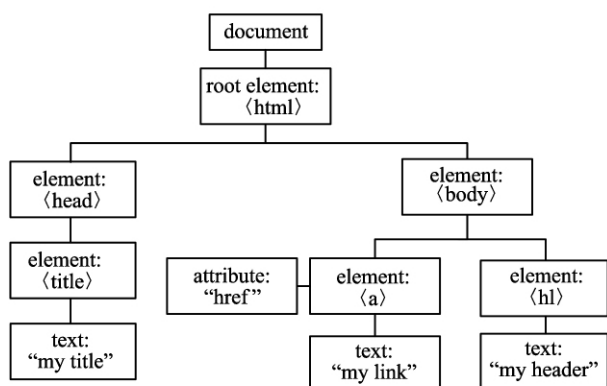 document
root element:
〈html〉
element:
〈head〉
element:
〈body〉
element:
〈title〉
attribute:
“href”
element:
〈a〉
element:
〈hl〉
text:
“my title”
text:
“my link”
text:
“my header”